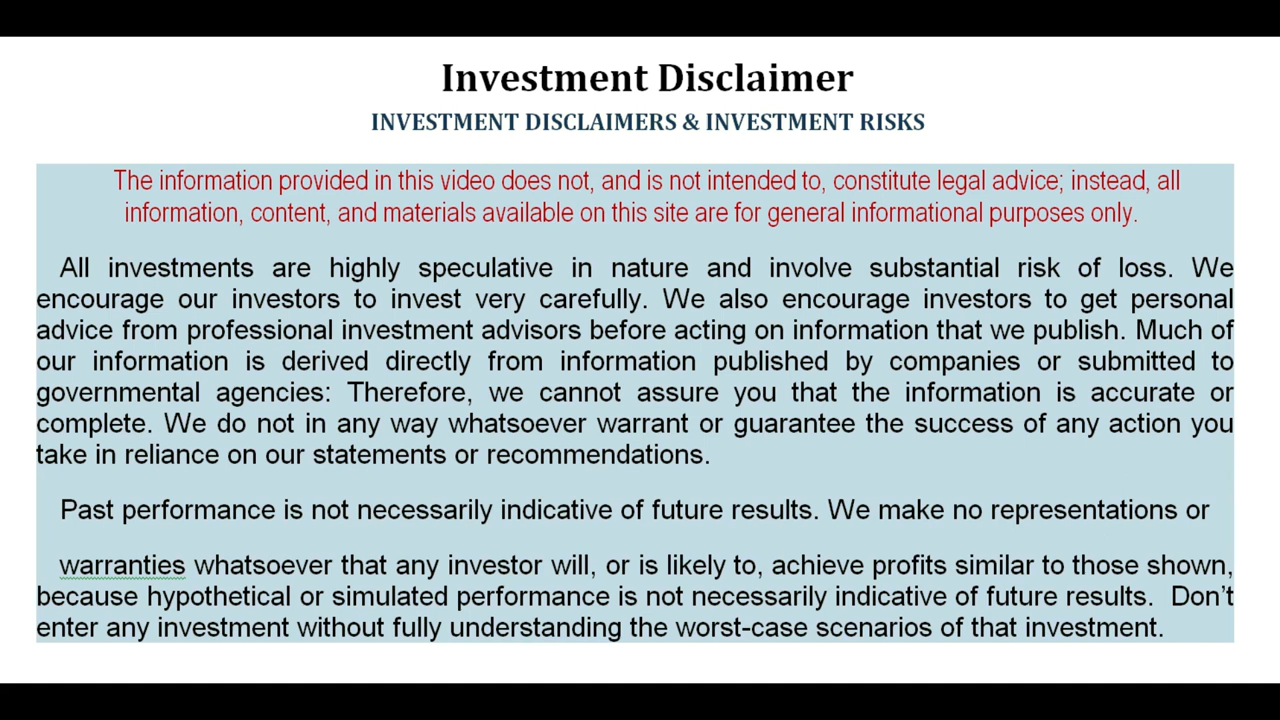 Investment Disclaimer
INVESTMENT DISCLAIMERS & INVESTMENT RISKS
The information provided in this video does not, and is not intended to, constitute legal advice; instead, all
information, content, and materials available on this site are for general informational purposes only.
All investments are highly speculative in nature and involve substantial risk of loss. We
encourage our investors to invest very carefully. We also encourage investors to get personal
advice from professional investment advisors before acting on information that we publish. Much of
our information is derived directly from information published by companies or submitted to
governmental agencies: Therefore, we cannot assure you that the information is accurate or
complete. We do not in any way whatsoever warrant or guarantee the success of any action you
take in reliance on our statements or recommendations.
Past performance is not necessarily indicative of future results. We make no representations or
warranties whatsoever that any investor will, or is likely to, achieve profits similar to those shown,
because hypothetical or simulated performance is not necessarily indicative of future results. Don't
enter any investment without fully understanding the worst-case scenarios of that investment.